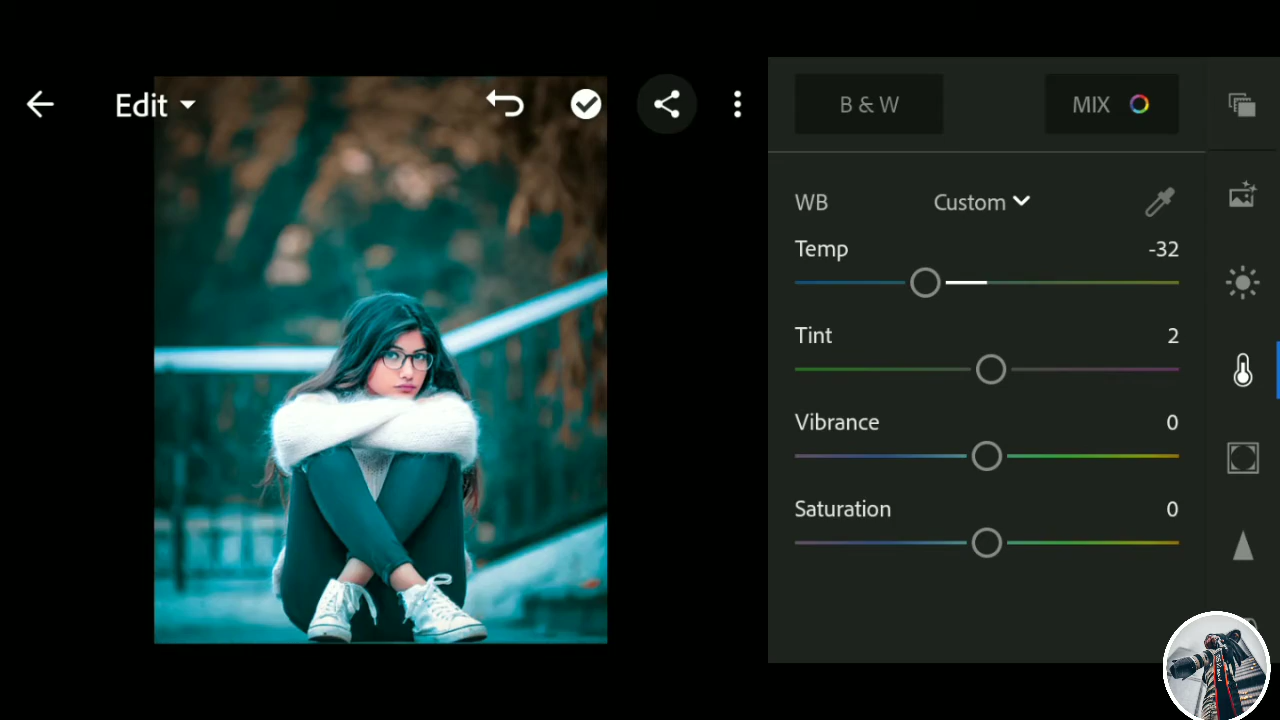 Edit
B & W
MIX
WB
Custom
Temp
-32
Tint
2
Vibrance
0
Saturation
0